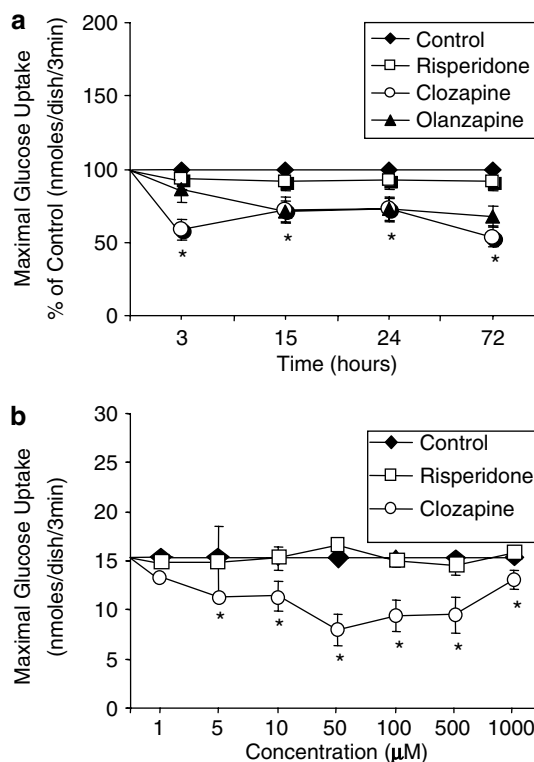 a
Maximal Glucose Uptake
% of Control (nmoles/dish/3min)
200
150
100
50
0
Control
Risperidone
Clozapine
Olanzapine
* * * *
3 15 24 72
Time (hours)
b
Maximal Glucose Uptake
(nmoles/dish/3min)
30
25
20
15
10
5
0
Control
Risperidone
Clozapine
* * * * * *
1 5 10 50 100 500 1000
Concentration (μM)